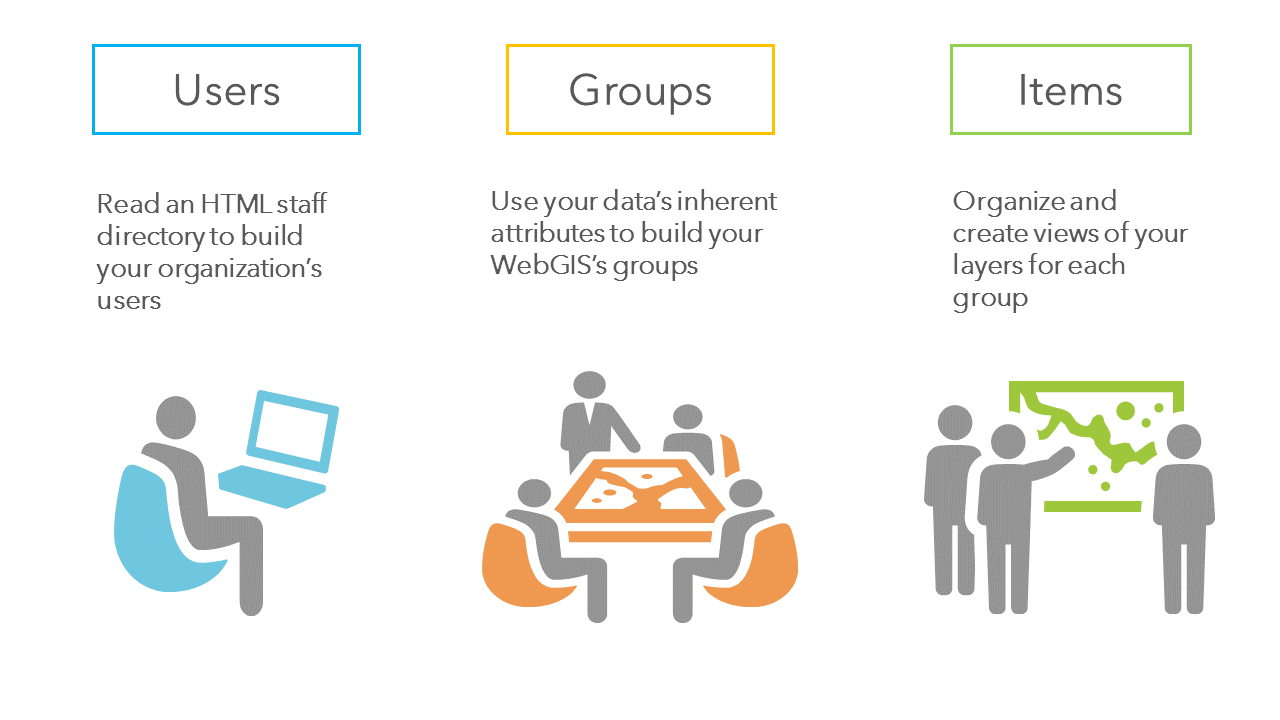 Users
Read an HTML staff
directory to build
your organization's
users
Groups
Use your data's inherent
attributes to build your
WebGIS's groups
Items
Organize and
create views of your
layers for each
group